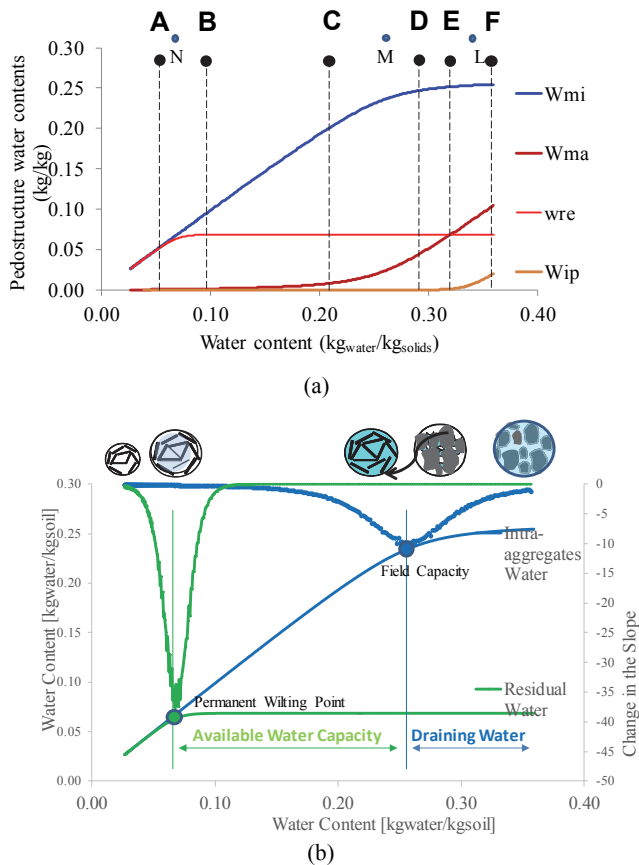 A B C D E F
N M L
0.30
0.25
0.20
0.15
0.10
0.05
0.00
Pedostructure water contents
(kg/kg)
0.00 0.10 0.20 0.30 0.40
Water content (kgwater/kgsolids)
Wmi
Wma
wre
Wip
(a)
0.30
0.25
0.20
0.15
0.10
0.05
0.00
Water Content [kgwater/kgsoil]
0
-5
-10
-15
-20
-25
-30
-35
-40
-45
-50
Change in the Slope
Intra-
aggregates
Water
Field Capacity
Residual
Water
Permanent Wilting Point
Available Water Capacity
Draining Water
0.00 0.10 0.20 0.30 0.40
Water Content [kgwater/kgsoil]
(b)